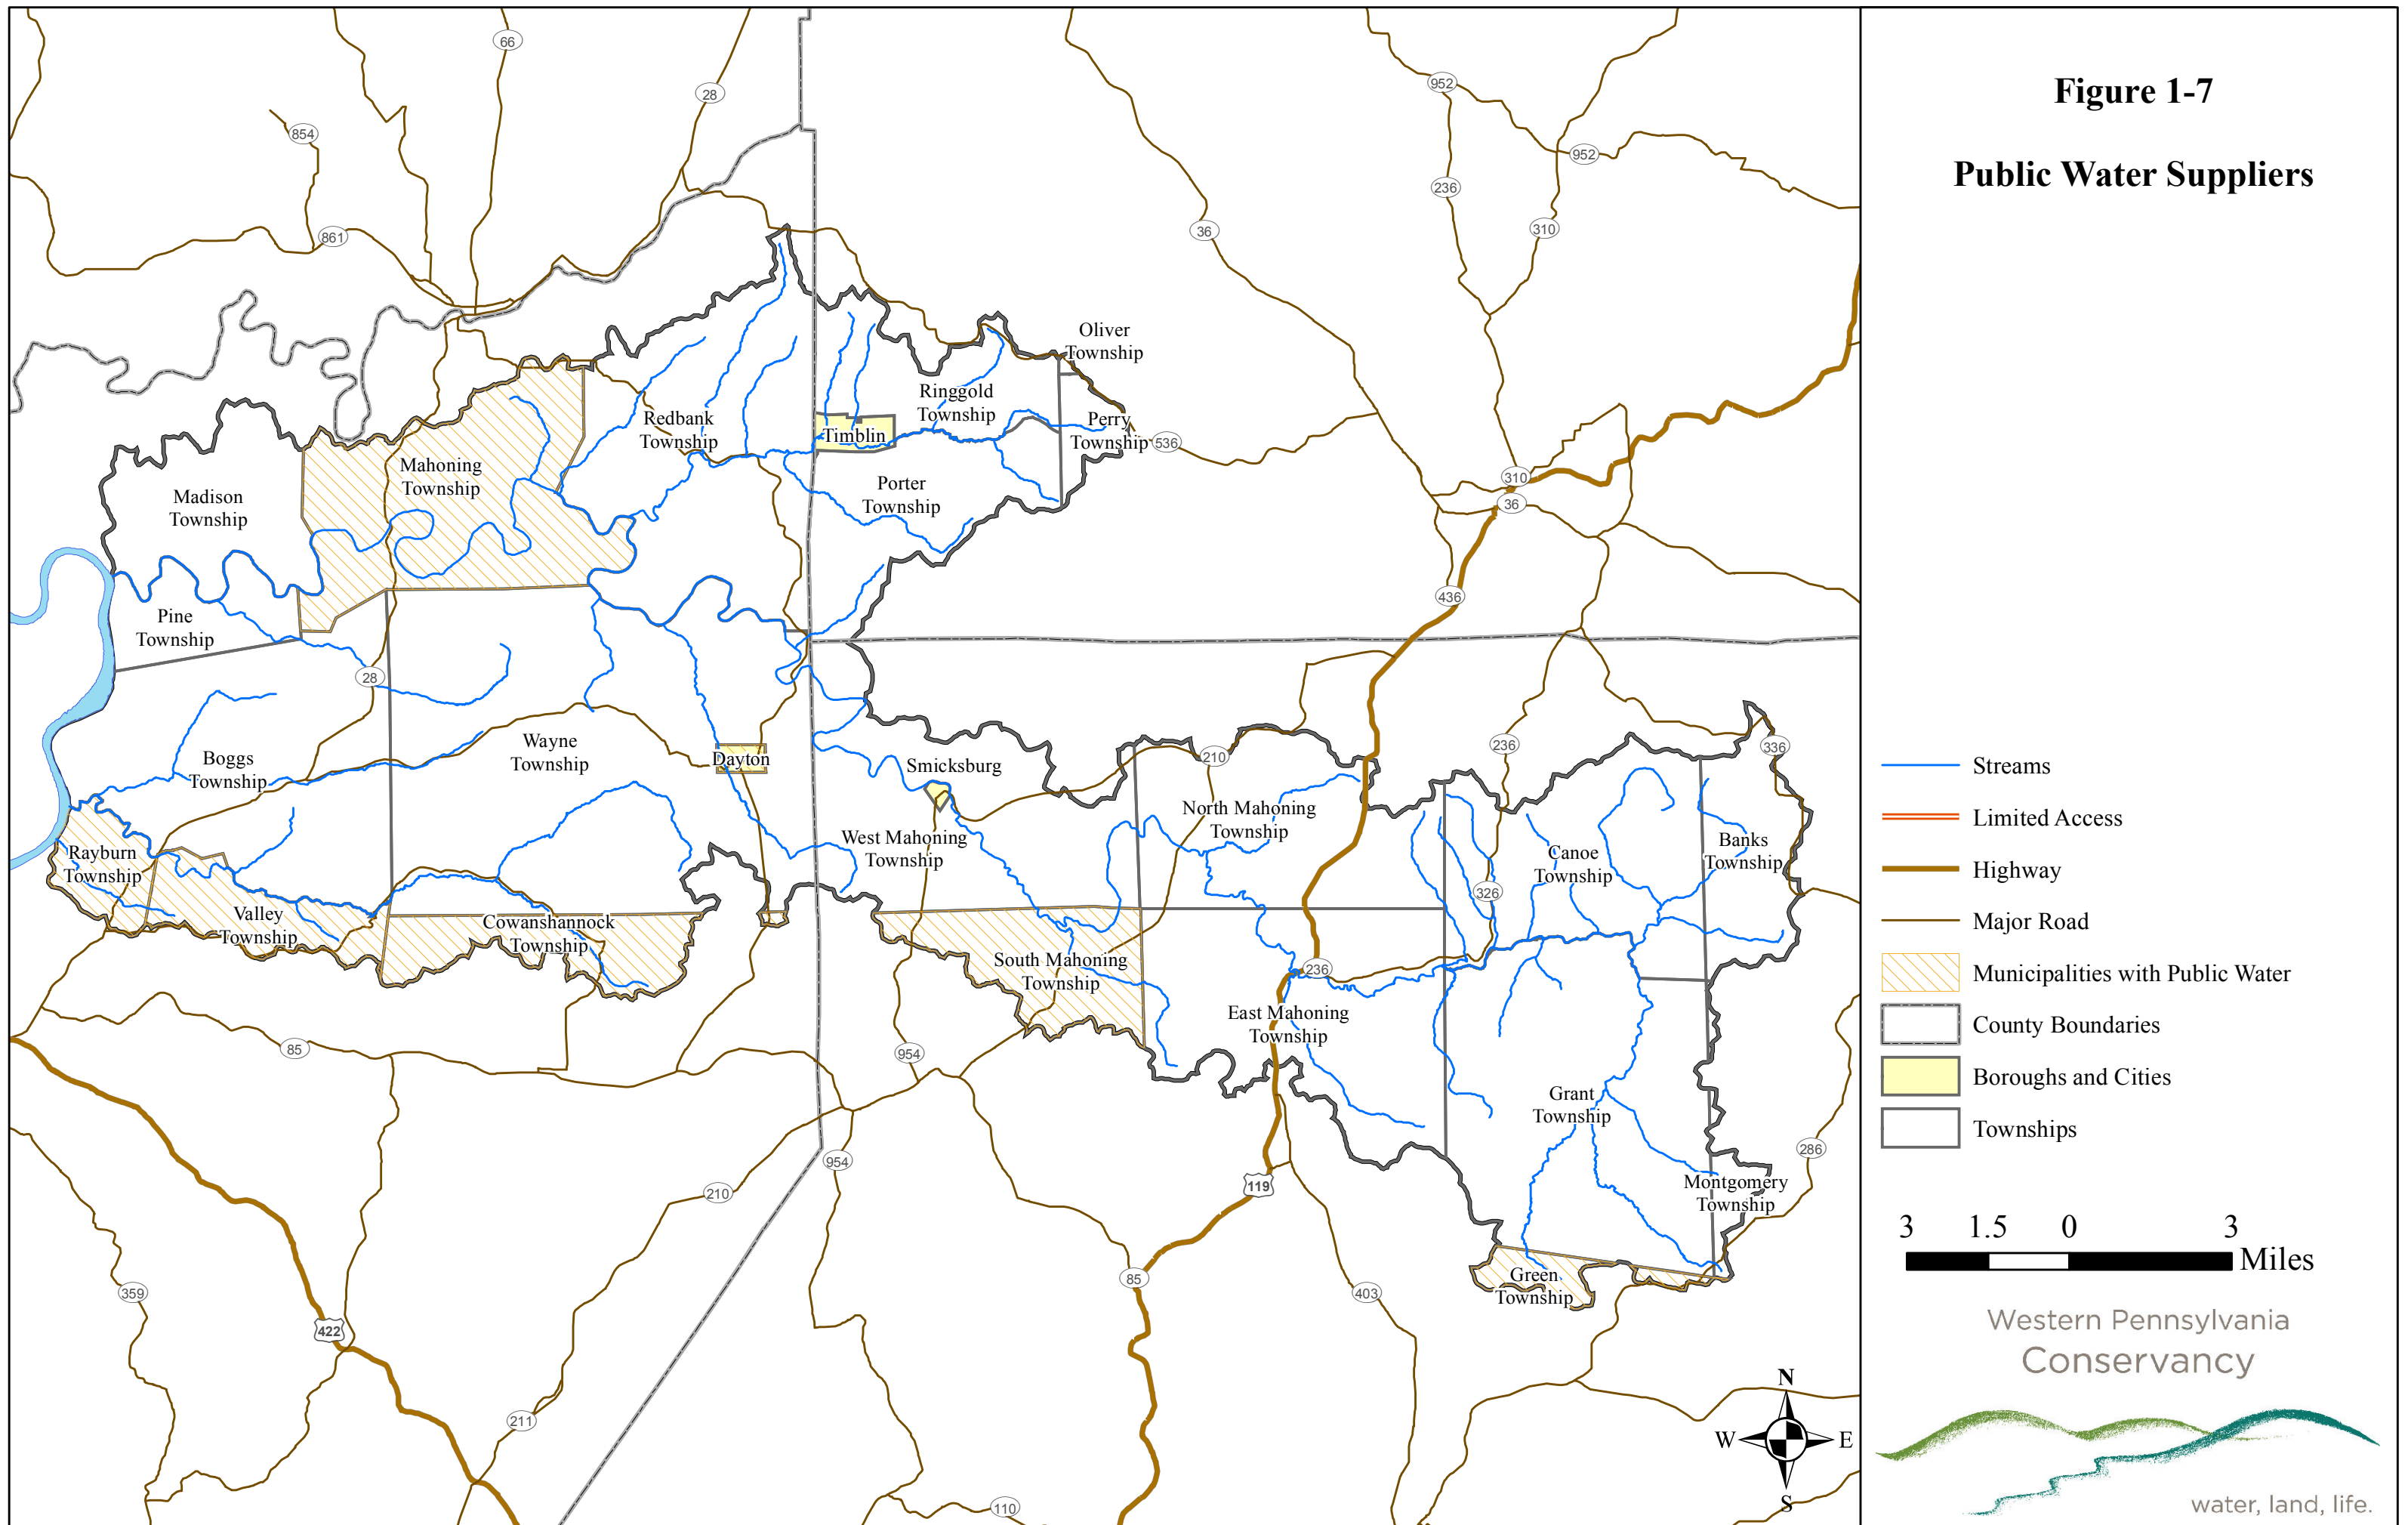 Figure 1-7
Public Water Suppliers
66
28
854
861
952
952
236
310
36
Oliver
Township
Ringgold
Township
Perry
Township
536
Redbank
Township
Timblin
Mahoning
Township
Madison
Township
Porter
Township
310
36
436
Pine
Township
28
Boggs
Township
Wayne
Township
Dayton
Smicksburg
210
236
336
North Mahoning
Township
West Mahoning
Township
Canoe
Township
Banks
Township
326
Rayburn
Township
Valley
Township
Cowanshannock
Township
South Mahoning
Township
236
East Mahoning
Township
85
954
Grant
Township
954
210
119
286
Montgomery
Township
Green
Township
359
422
85
403
211
110
Streams
Limited Access
Highway
Major Road
Municipalities with Public Water
County Boundaries
Boroughs and Cities
Townships
3 1.5 0 3
Miles
Western Pennsylvania
Conservancy
water, land, life.
N
W E
S